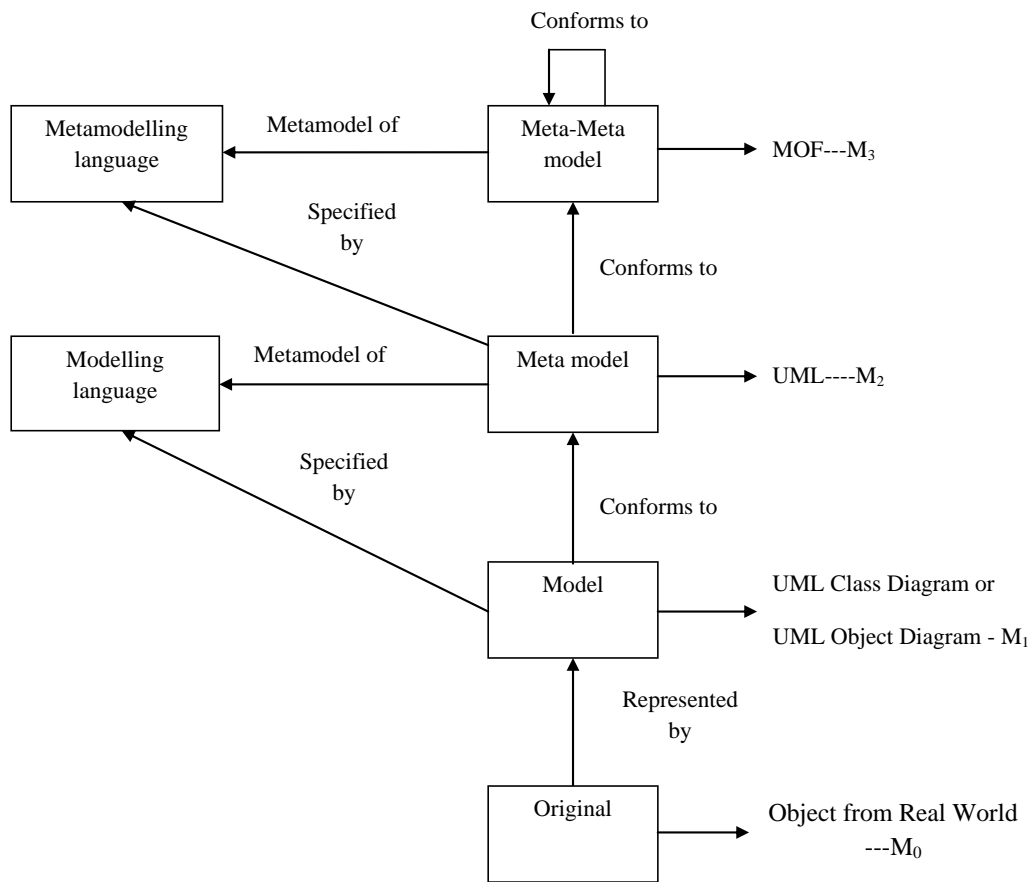 Conforms to
Metamodelling
language
Metamodel of
Meta-Meta
model
MOF---M₃
Specified
by
Conforms to
Modelling
language
Metamodel of
Meta model
UML----M₂
Specified
by
Conforms to
Model
UML Class Diagram or
UML Object Diagram - M₁
Represented
by
Original
Object from Real World
---M₀